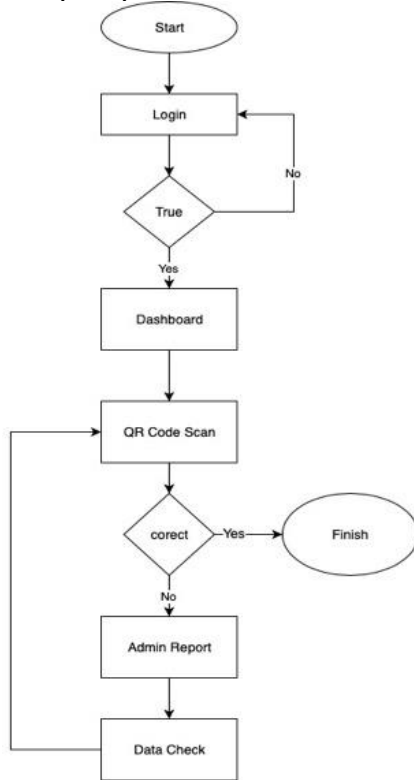 Start
Login
No
True
Yes
Dashboard
QR Code Scan
corect
Yes
Finish
No
Admin Report
Data Check